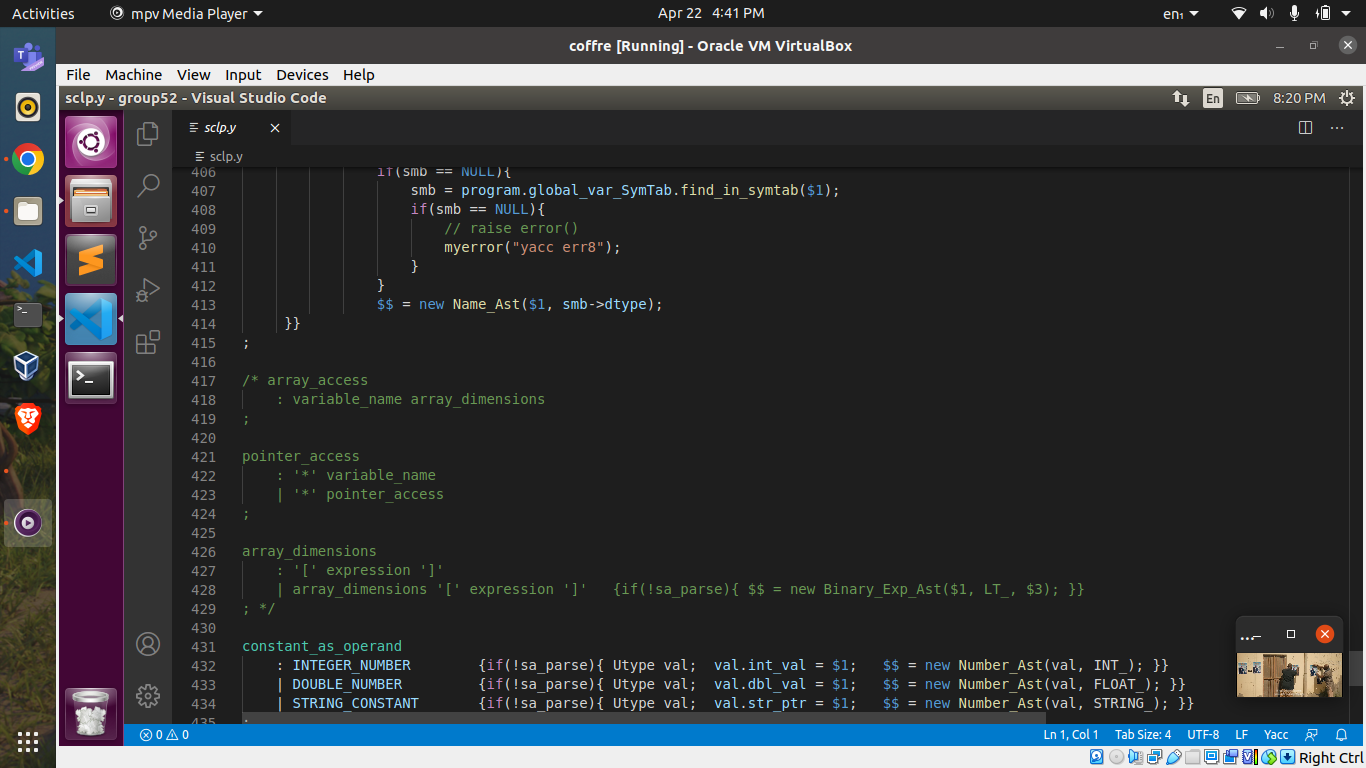 Activities mpv Media Player Apr 22 4:41 PM en₁
coffre [Running] - Oracle VM VirtualBox
File Machine View Input Devices Help
sclp.y - group52 - Visual Studio Code En 8:20 PM
sclp.y
sclp.y
406 if(smb == NULL){
407 smb = program.global_var_SymTab.find_in_symtab($1);
408 if(smb == NULL){
409 // raise error()
410 myerror("yacc err8");
411 }
412 }
413 $$ = new Name_Ast($1, smb->dtype);
414 }}
415 ;
416
417 /* array_access
418 : variable_name array_dimensions
419 ;
420
421 pointer_access
422 : '*' variable_name
423 | '*' pointer_access
424 ;
425
426 array_dimensions
427 : '[' expression ']'
428 | array_dimensions '[' expression ']' {if(!sa_parse){ $$ = new Binary_Exp_Ast($1, LT_, $3); }}
429 ; */
430
431 constant_as_operand
432 : INTEGER_NUMBER {if(!sa_parse){ Utype val; val.int_val = $1; $$ = new Number_Ast(val, INT_); }}
433 | DOUBLE_NUMBER {if(!sa_parse){ Utype val; val.dbl_val = $1; $$ = new Number_Ast(val, FLOAT_); }}
434 | STRING_CONSTANT {if(!sa_parse){ Utype val; val.str_ptr = $1; $$ = new Number_Ast(val, STRING_); }}
435 ;
0 0 Ln 1, Col 1 Tab Size: 4 UTF-8 LF Yacc
Right Ctrl